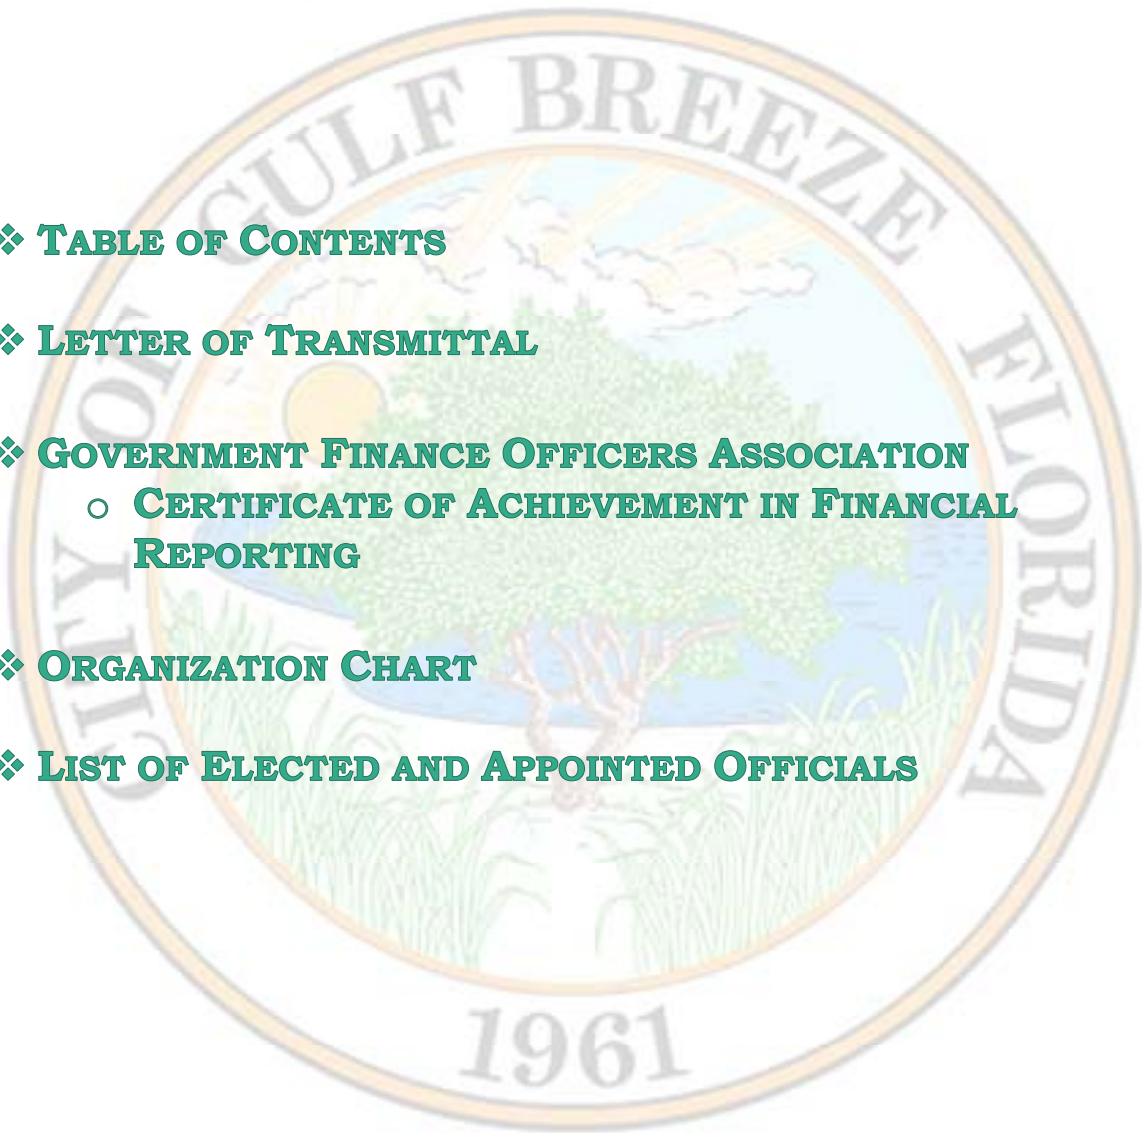 CITY OF GULF BREEZE FLORIDA
❖ TABLE OF CONTENTS
❖ LETTER OF TRANSMITTAL
❖ GOVERNMENT FINANCE OFFICERS ASSOCIATION
o CERTIFICATE OF ACHIEVEMENT IN FINANCIAL
REPORTING
❖ ORGANIZATION CHART
❖ LIST OF ELECTED AND APPOINTED OFFICIALS
1961